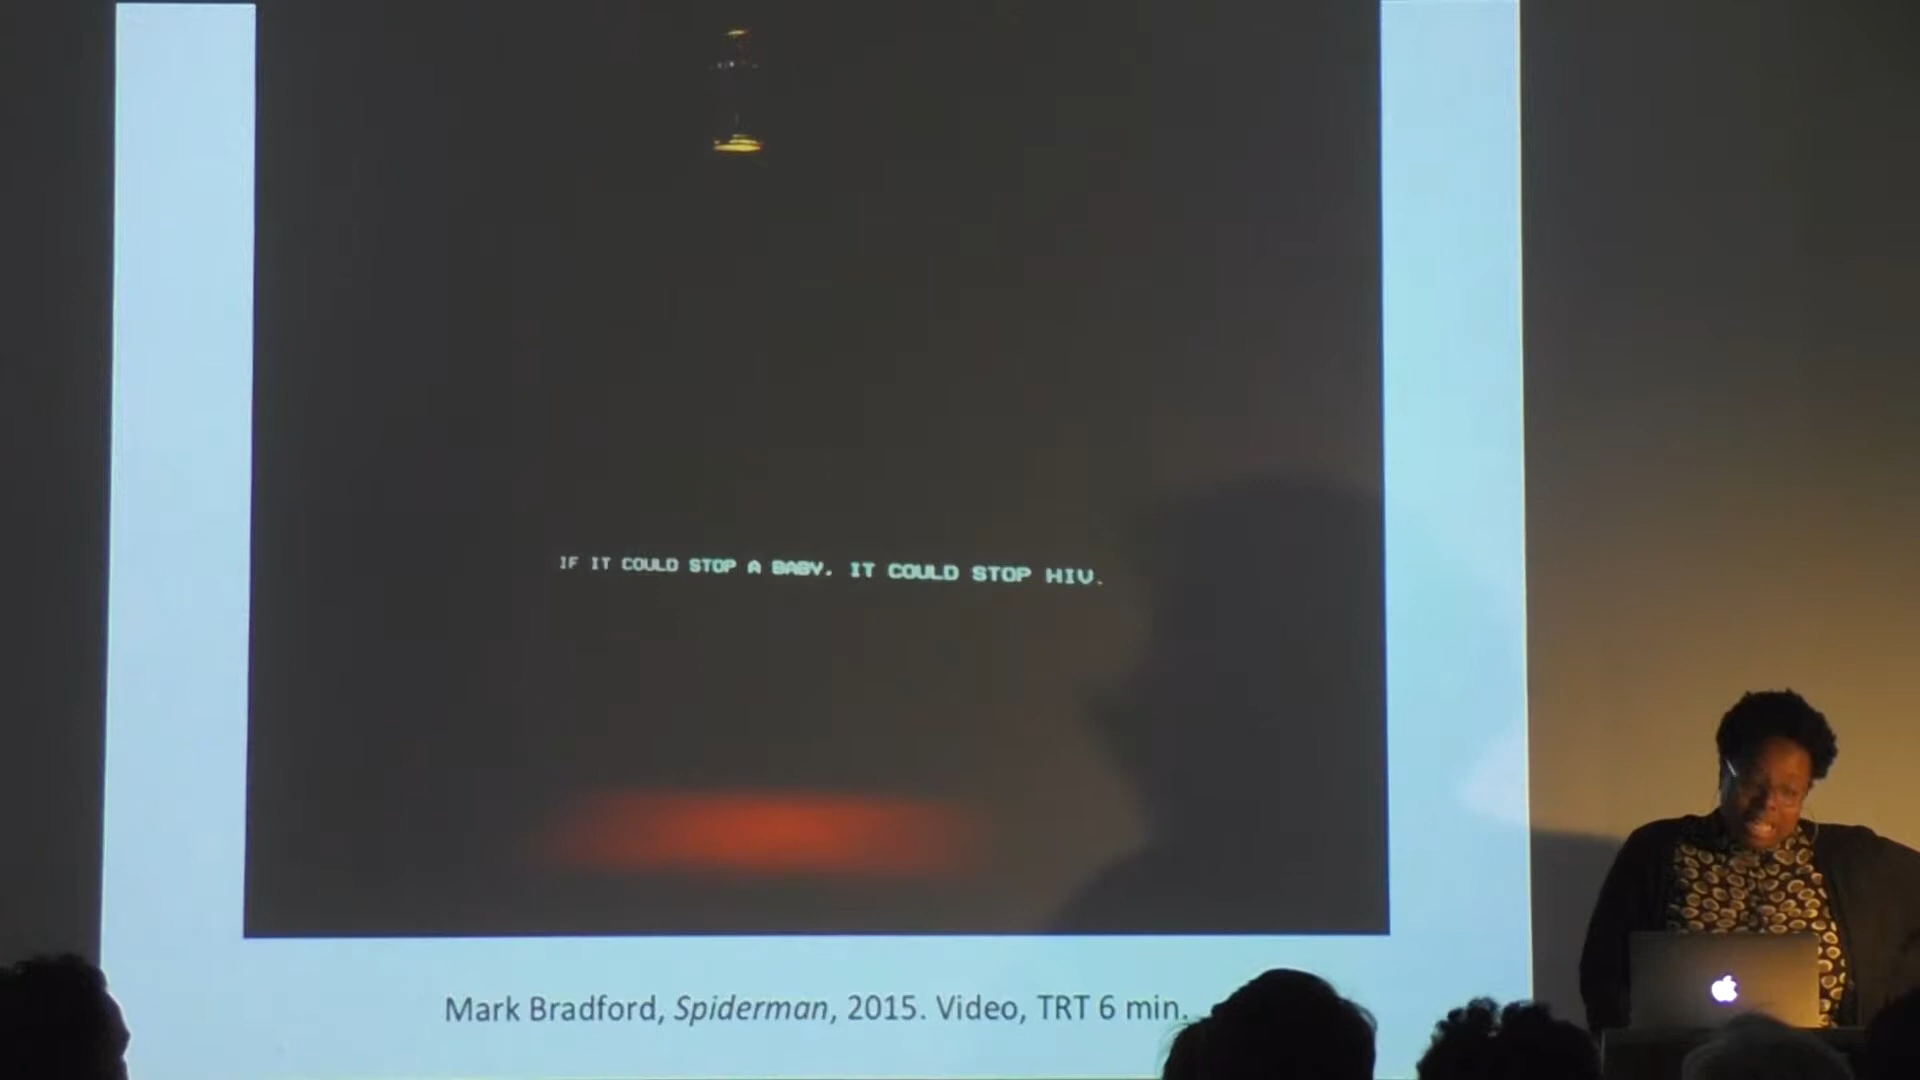 IF IT COULD STOP A BABY, IT COULD STOP HIV.
Mark Bradford, Spiderman, 2015. Video, TRT 6 min.